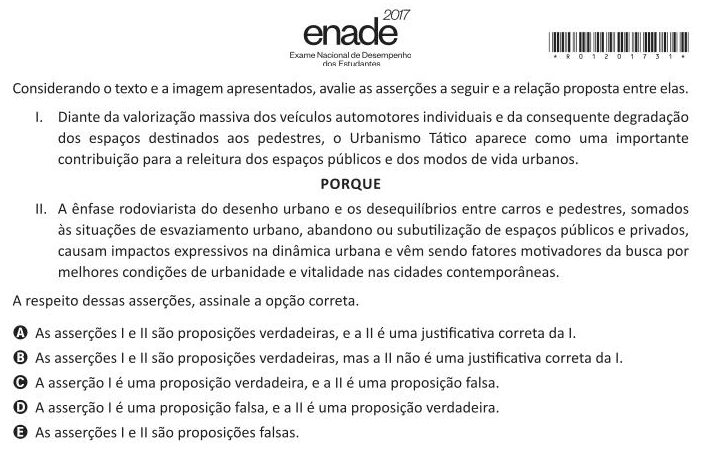 2017
enade
Exame Nacional de Desempenho
dos Estudantes
* R 0 1 2 0 1 7 3 1 *
Considerando o texto e a imagem apresentados, avalie as asserções a seguir e a relação proposta entre elas.
I. Diante da valorização massiva dos veículos automotores individuais e da consequente degradação
dos espaços destinados aos pedestres, o Urbanismo Tático aparece como uma importante
contribuição para a releitura dos espaços públicos e dos modos de vida urbanos.
PORQUE
II. A ênfase rodoviarista do desenho urbano e os desequilíbrios entre carros e pedestres, somados
às situações de esvaziamento urbano, abandono ou subutilização de espaços públicos e privados,
causam impactos expressivos na dinâmica urbana e vêm sendo fatores motivadores da busca por
melhores condições de urbanidade e vitalidade nas cidades contemporâneas.
A respeito dessas asserções, assinale a opção correta.
A As asserções I e II são proposições verdadeiras, e a II é uma justificativa correta da I.
B As asserções I e II são proposições verdadeiras, mas a II não é uma justificativa correta da I.
C A asserção I é uma proposição verdadeira, e a II é uma proposição falsa.
D A asserção I é uma proposição falsa, e a II é uma proposição verdadeira.
E As asserções I e II são proposições falsas.